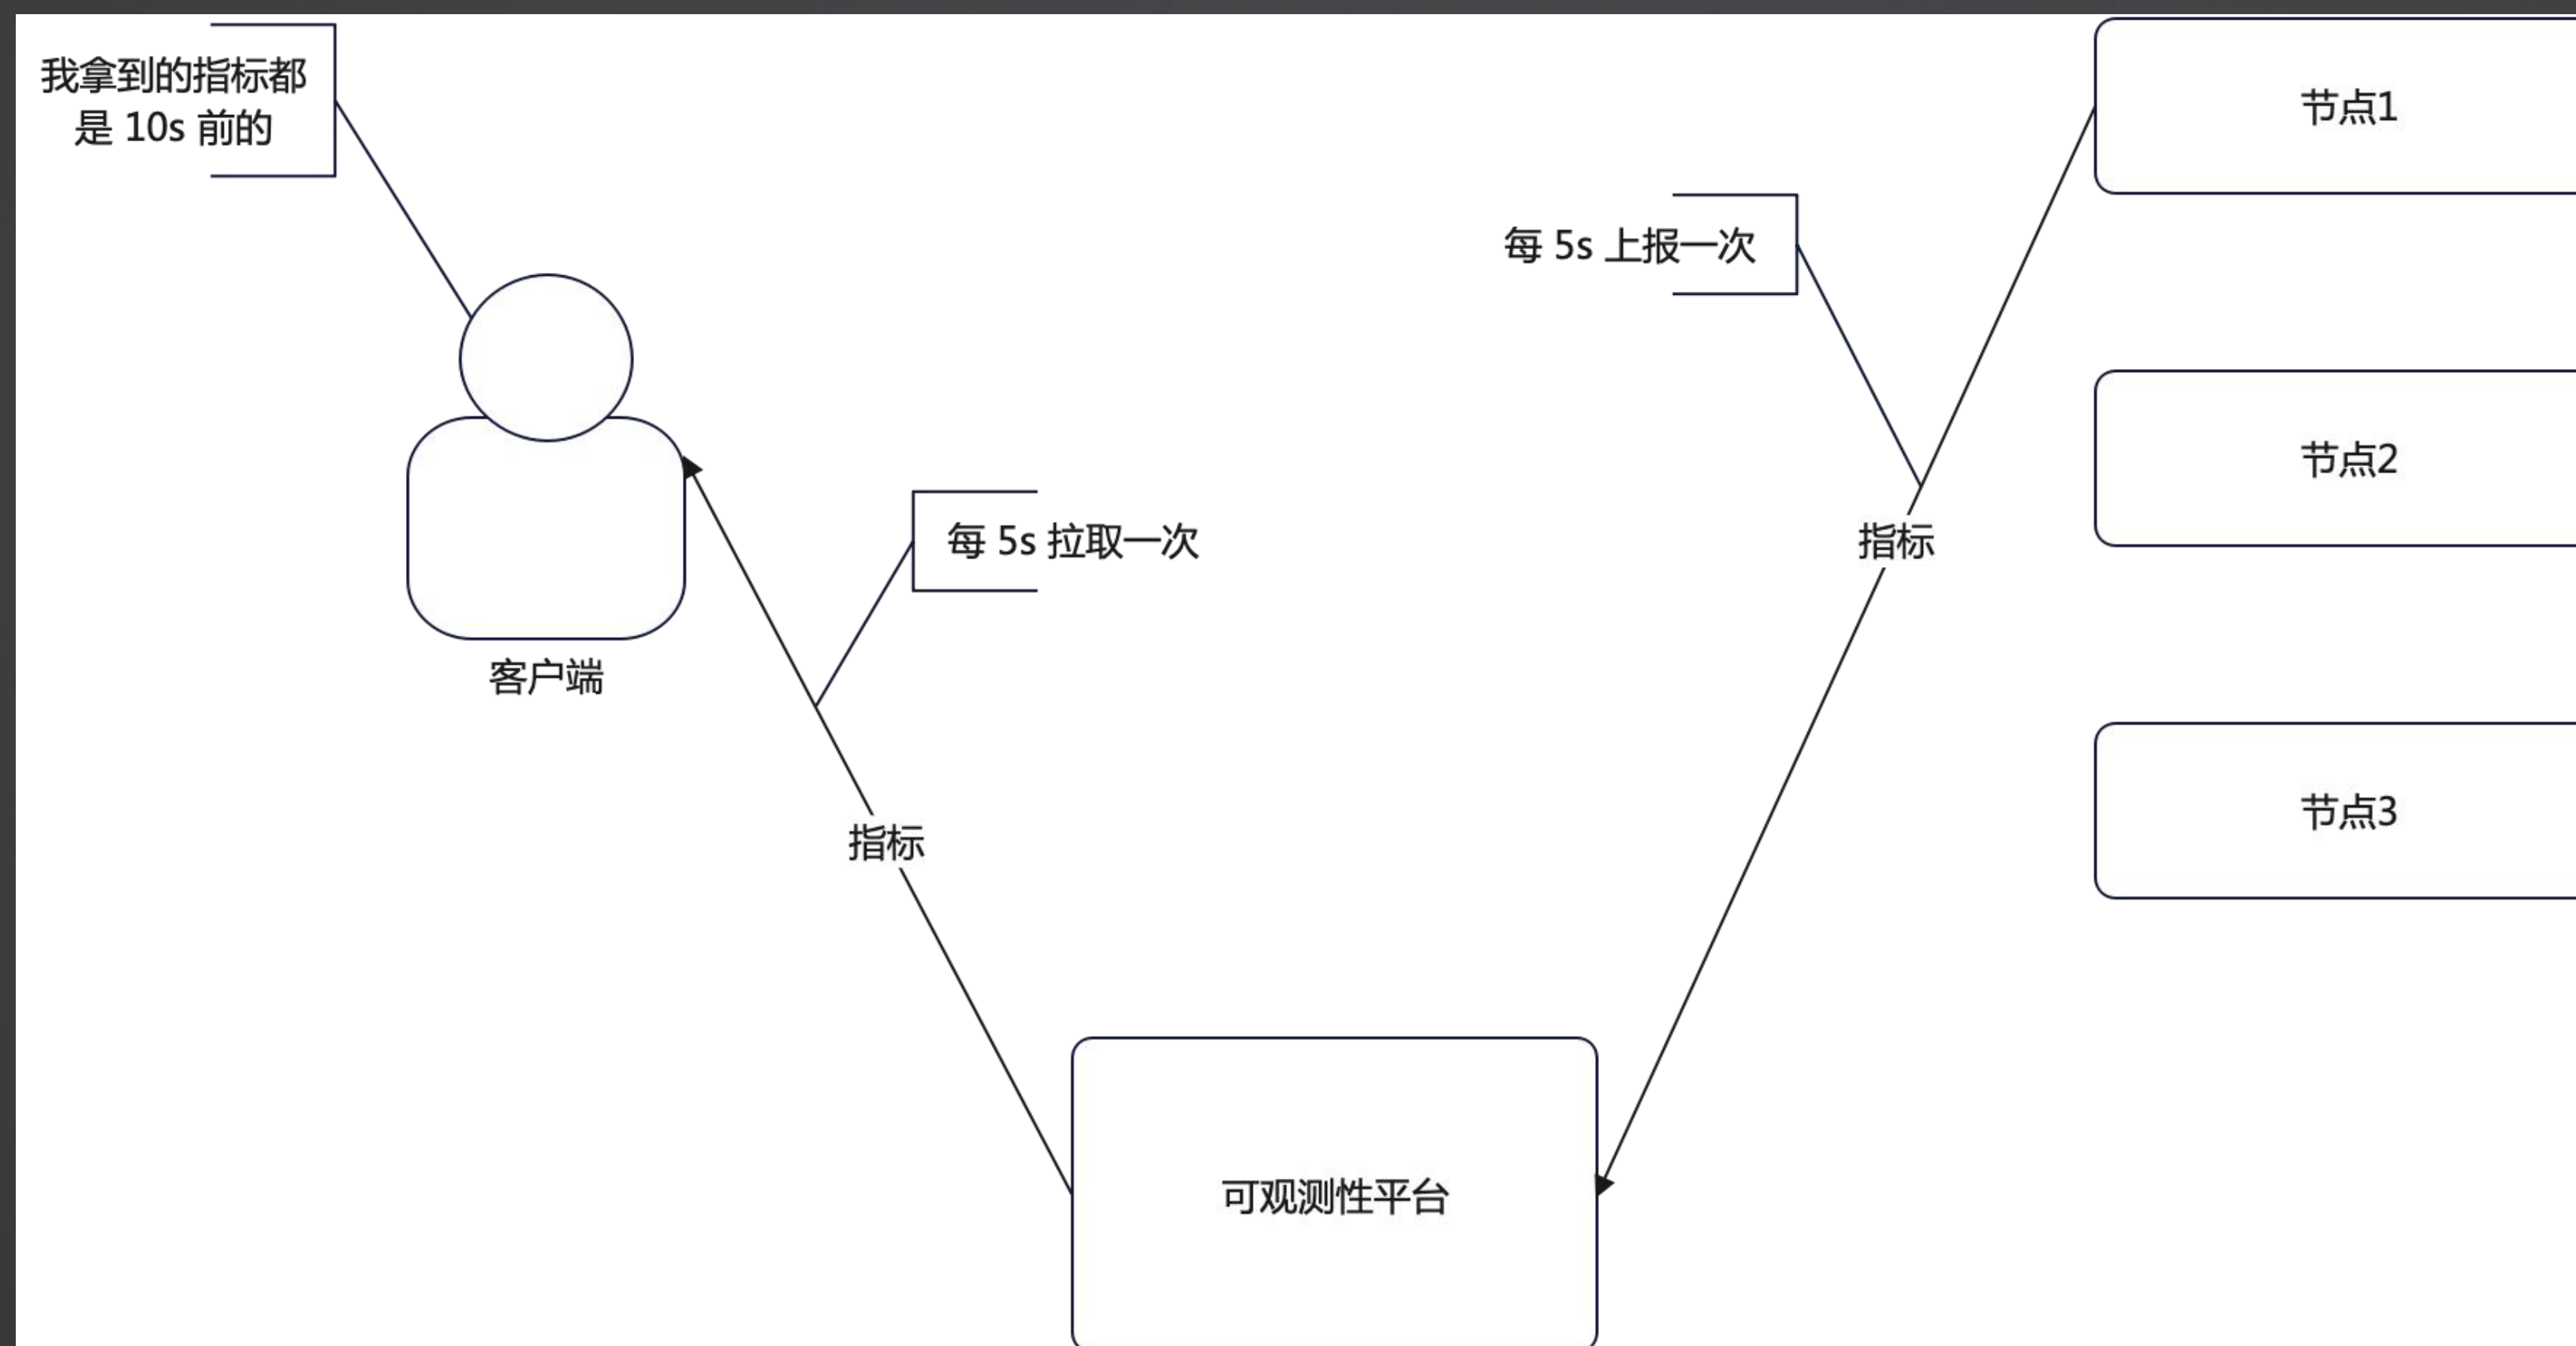 我拿到的指标都
是 10s 前的
节点1
每 5s 上报一次
节点2
每 5s 拉取一次
指标
客户端
节点3
指标
可观测性平台